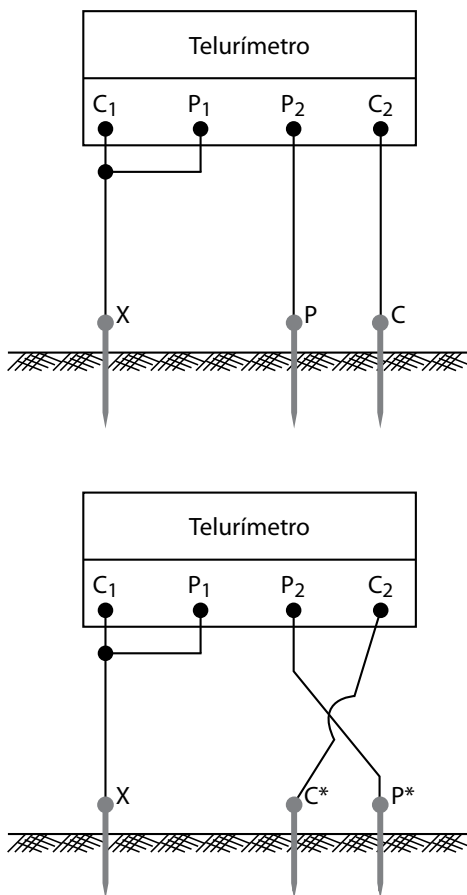 Telurímetro
C₁ P₁ P₂ C₂
X P C
Telurímetro
C₁ P₁ P₂ C₂
X C* P*